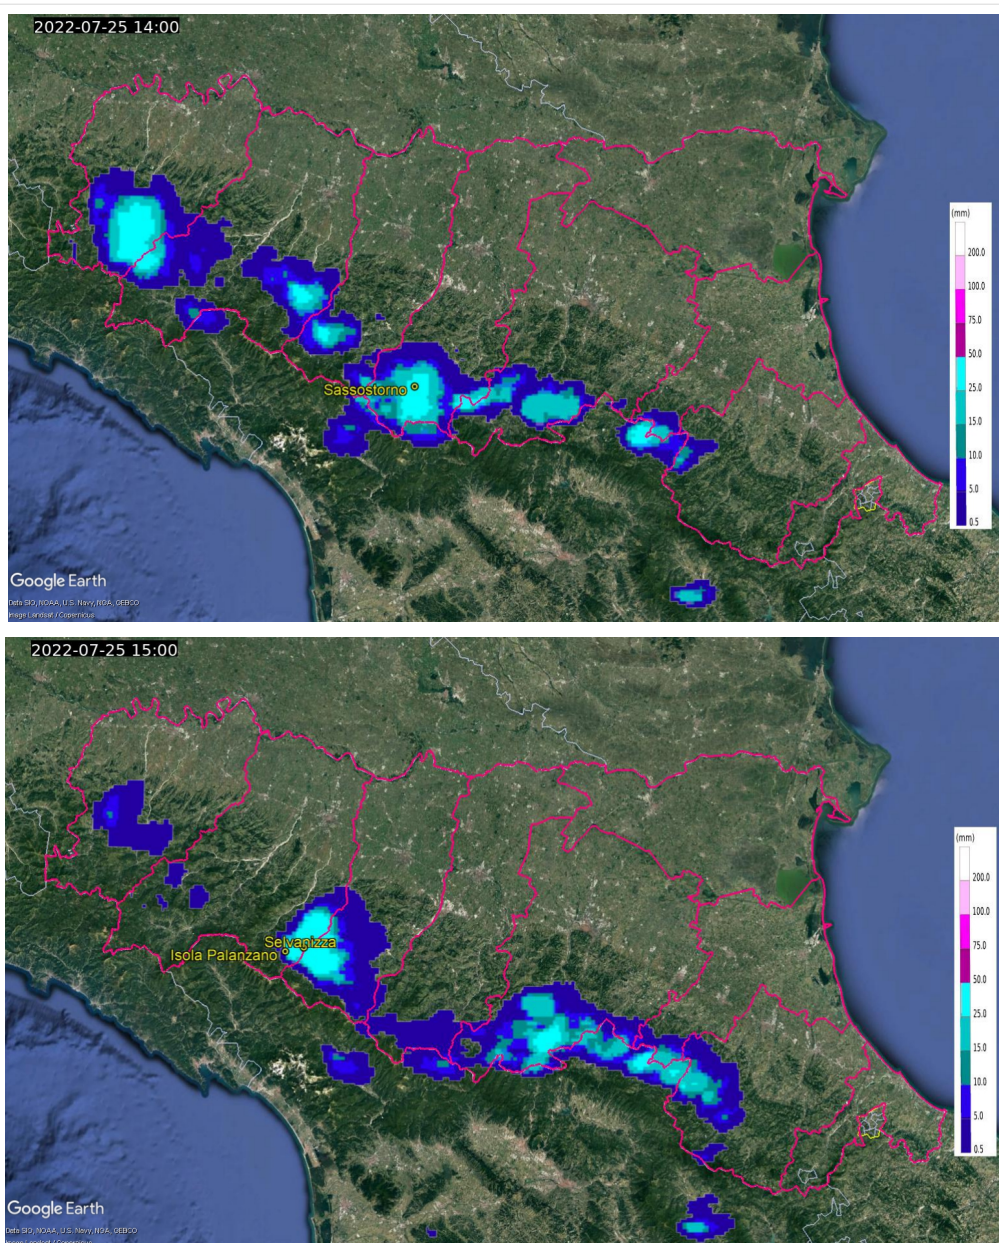 2022-07-25 14:00
(mm)
200.0
100.0
75.0
50.0
25.0
15.0
10.0
5.0
0.5
Sassostorno
Google Earth
Data SIO, NOAA, U.S. Navy, NGA, GEBCO
Image Landsat / Copernicus
2022-07-25 15:00
(mm)
200.0
100.0
75.0
50.0
25.0
15.0
10.0
5.0
0.5
Selvanizza
Isola Palanzano
Google Earth
Data SIO, NOAA, U.S. Navy, NGA, GEBCO
Image Landsat / Copernicus